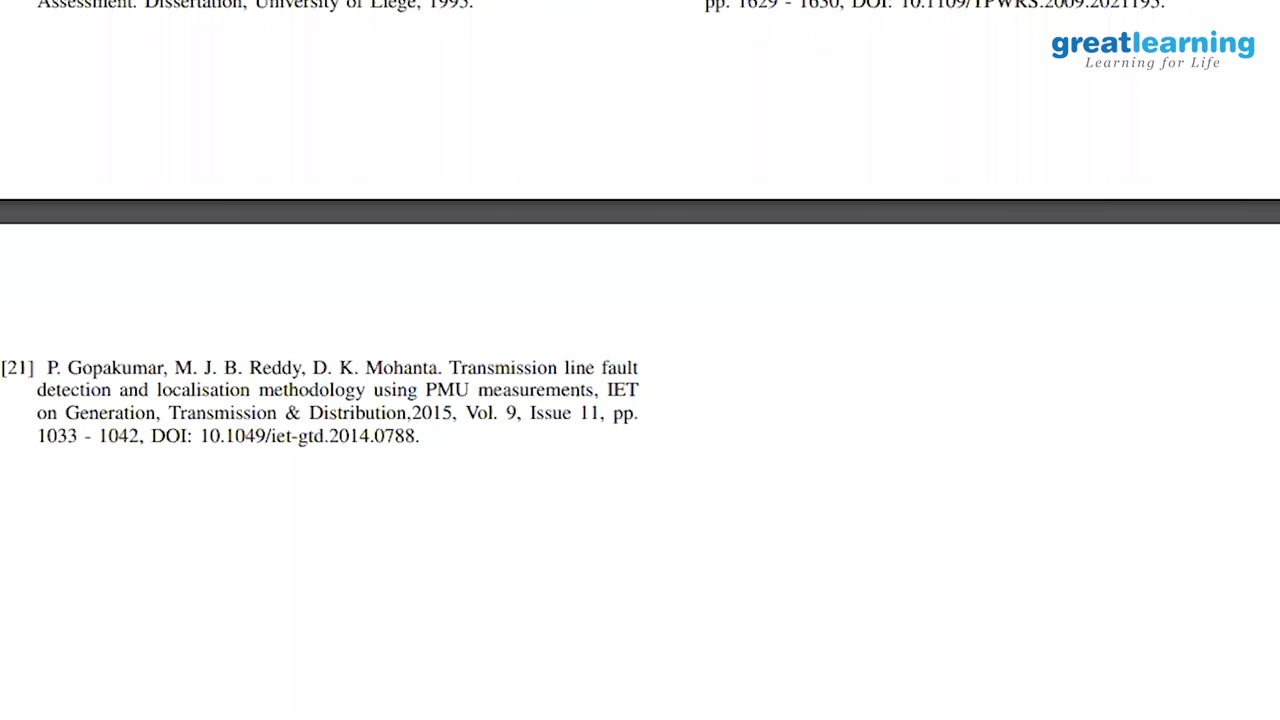 Assessment. Dissertation, University of Liege, 1995.
pp. 1629 - 1630, DOI: 10.1109/TPWRS.2009.2021195.
greatlearning
Learning for Life
[21] P. Gopakumar, M. J. B. Reddy, D. K. Mohanta. Transmission line fault
detection and localisation methodology using PMU measurements, IET
on Generation, Transmission & Distribution,2015, Vol. 9, Issue 11, pp.
1033 - 1042, DOI: 10.1049/iet-gtd.2014.0788.